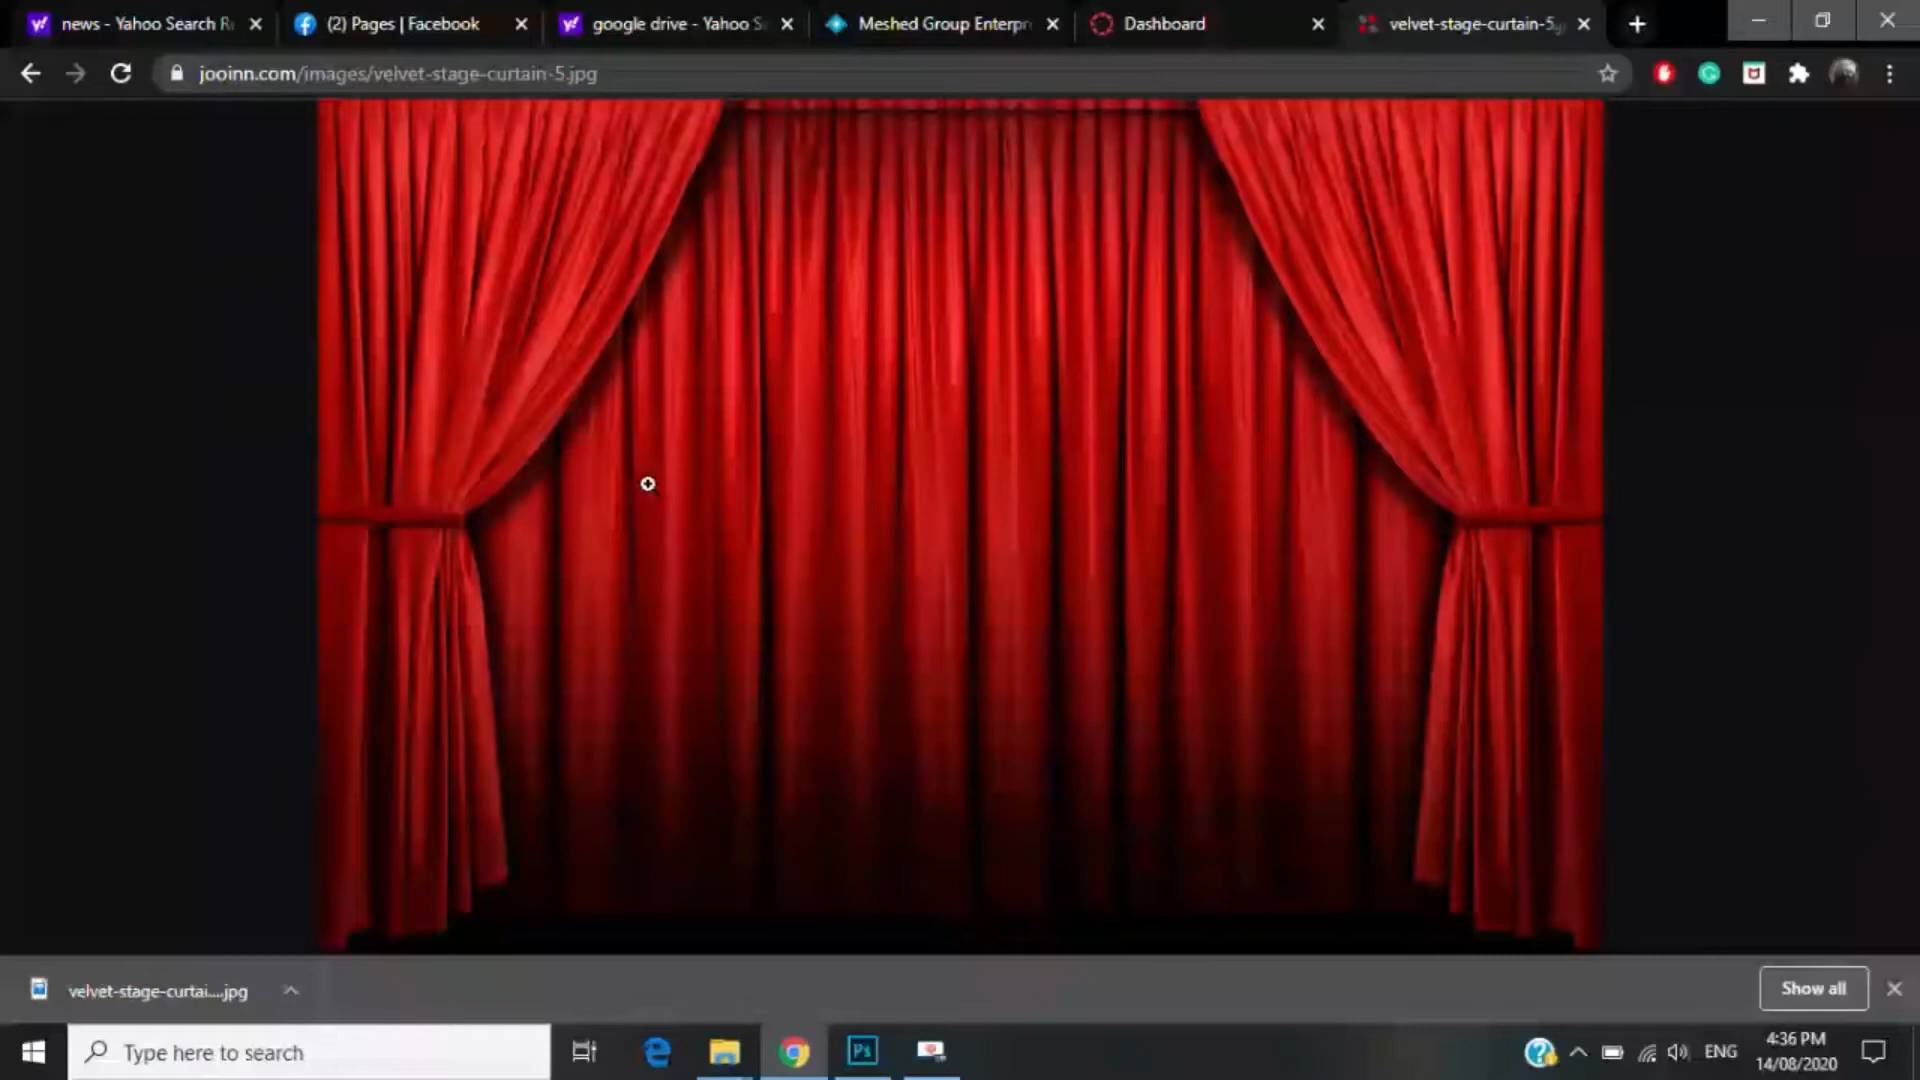 news - Yahoo Search R
(2) Pages | Facebook
google drive - Yahoo S
Meshed Group Enterpr
Dashboard
velvet-stage-curtain-5
jooinn.com/images/velvet-stage-curtain-5.jpg
velvet-stage-curtai....jpg
Show all
Type here to search
Ps
ENG
4:36 PM
14/08/2020